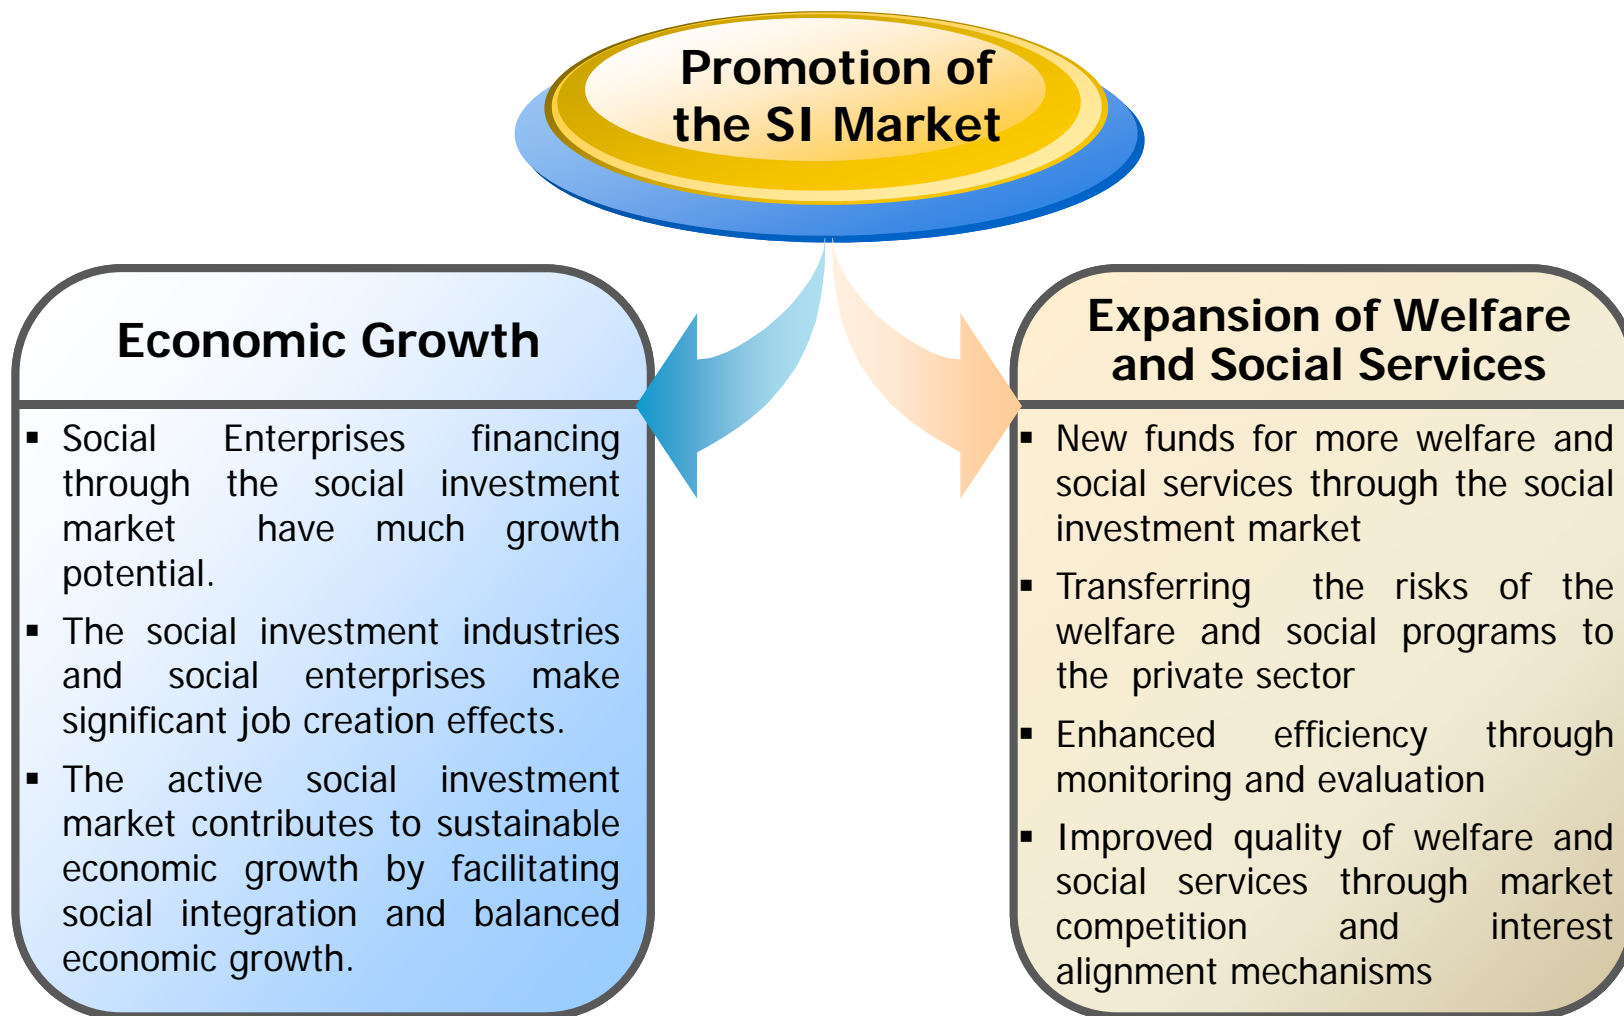 Promotion of
the SI Market
Economic Growth
▪ Social Enterprises financing
through the social investment
market have much growth
potential.
▪ The social investment industries
and social enterprises make
significant job creation effects.
▪ The active social investment
market contributes to sustainable
economic growth by facilitating
social integration and balanced
economic growth.
Expansion of Welfare
and Social Services
▪ New funds for more welfare and
social services through the social
investment market
▪ Transferring the risks of the
welfare and social programs to
the private sector
▪ Enhanced efficiency through
monitoring and evaluation
▪ Improved quality of welfare and
social services through market
competition and interest
alignment mechanisms